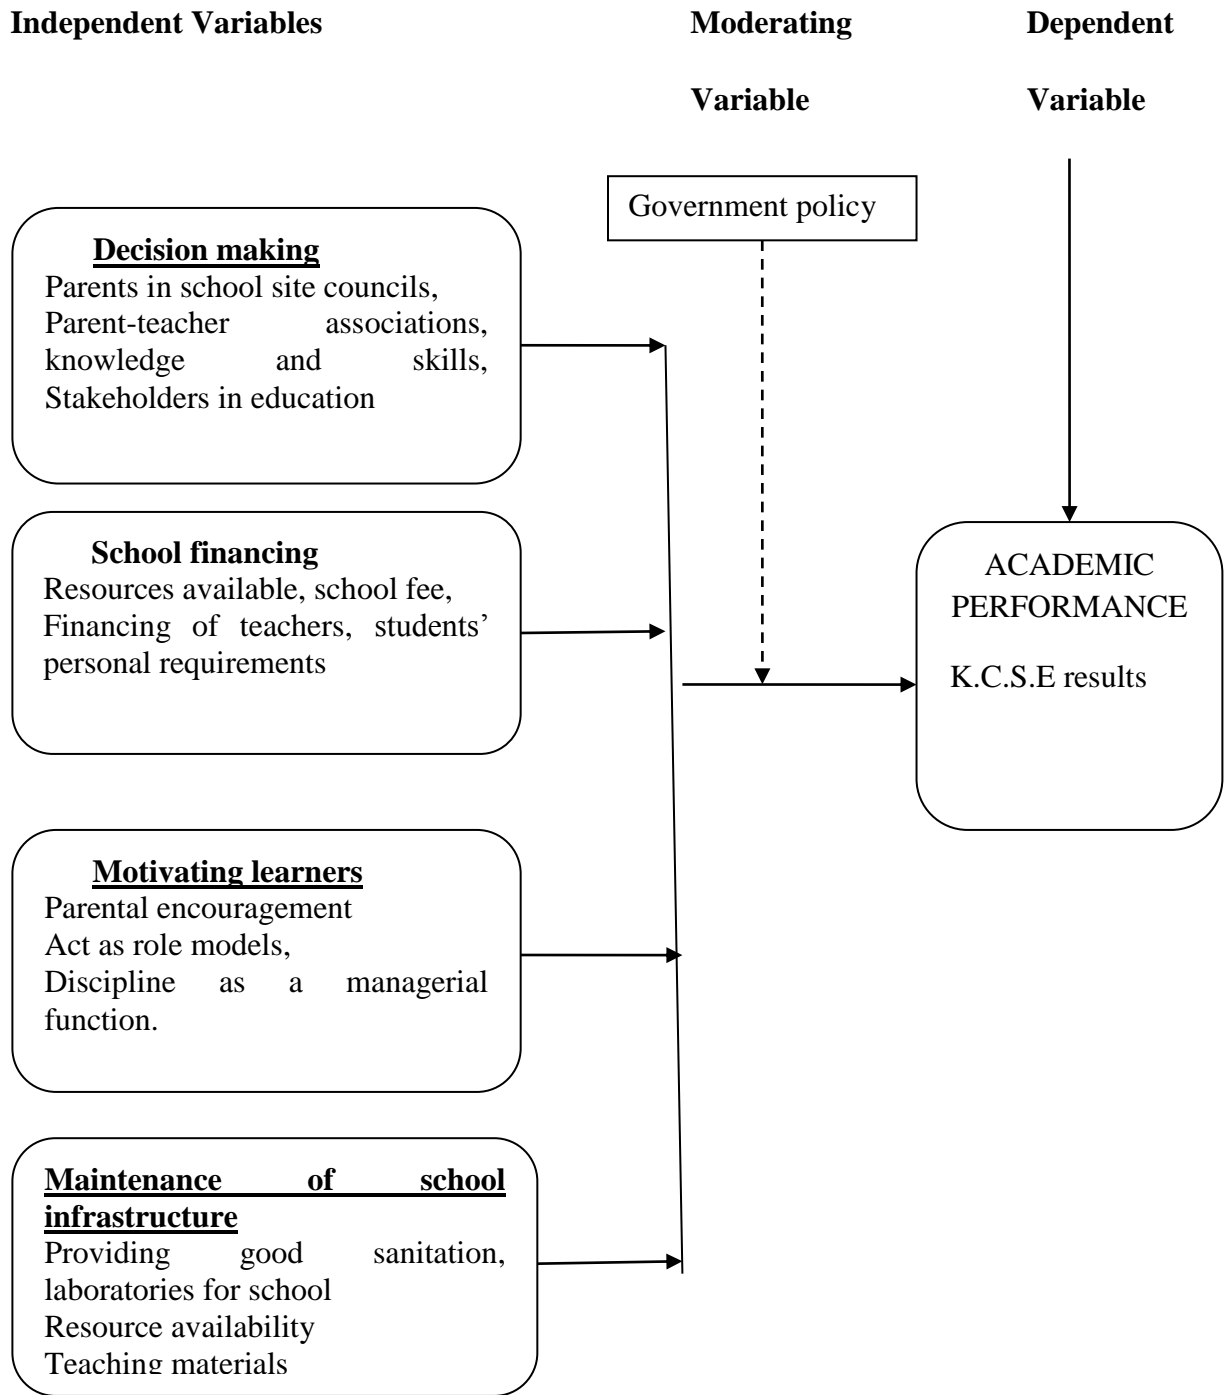 Independent Variables
Moderating
Variable
Dependent
Variable
Government policy
Decision making
Parents in school site councils,
Parent-teacher associations,
knowledge and skills,
Stakeholders in education
School financing
Resources available, school fee,
Financing of teachers, students’
personal requirements
ACADEMIC
PERFORMANCE
K.C.S.E results
Motivating learners
Parental encouragement
Act as role models,
Discipline as a managerial
function.
Maintenance of school
infrastructure
Providing good sanitation,
laboratories for school
Resource availability
Teaching materials